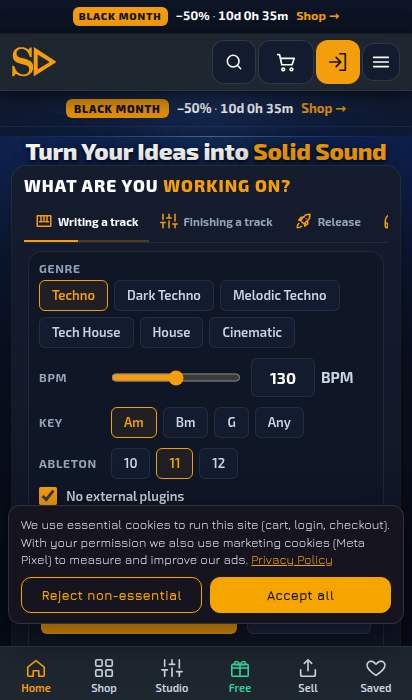 BLACK MONTH −50% · 10d 0h 35m Shop →
S
BLACK MONTH −50% · 10d 0h 35m Shop →
Turn Your Ideas into Solid Sound
WHAT ARE YOU WORKING ON?
Writing a track Finishing a track Release
GENRE
Techno Dark Techno Melodic Techno
Tech House House Cinematic
BPM 130 BPM
KEY Am Bm G Any
ABLETON 10 11 12
No external plugins
We use essential cookies to run this site (cart, login, checkout).
With your permission we also use marketing cookies (Meta
Pixel) to measure and improve our ads. Privacy Policy
Reject non-essential Accept all
Home Shop Studio Free Sell Saved